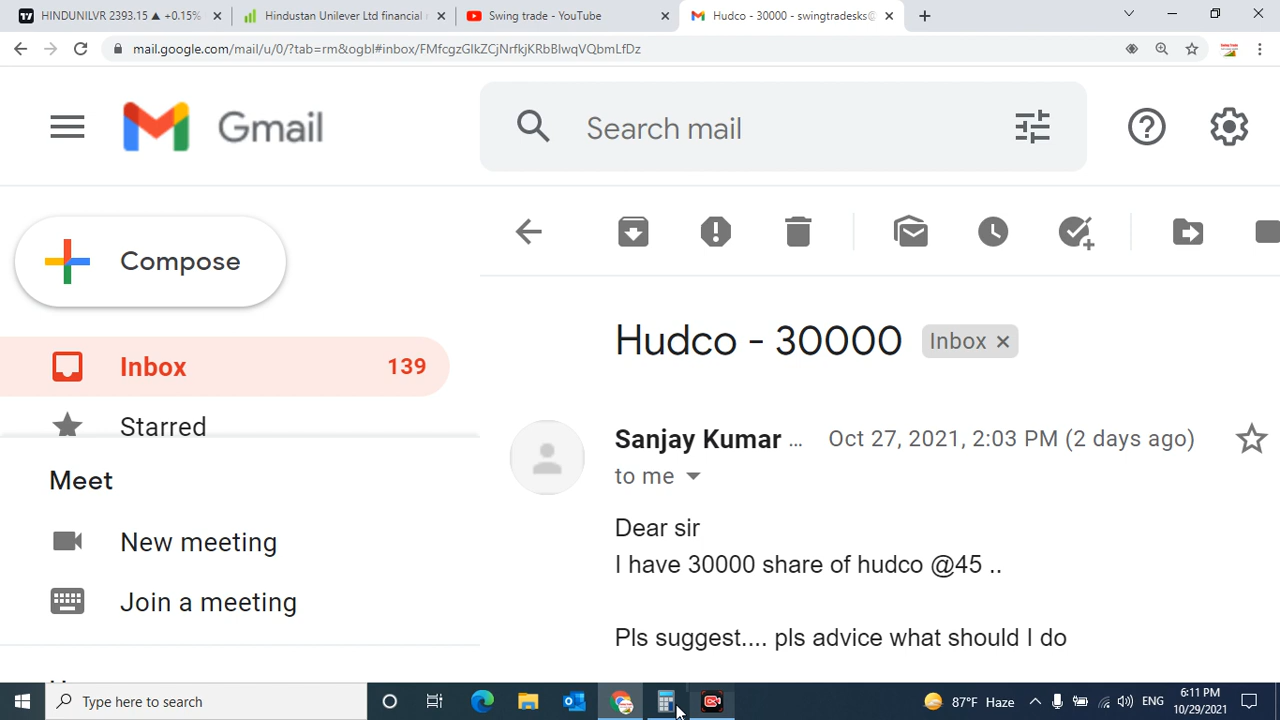 HINDUNILVR 2393.15 ▲ +0.15%
Hindustan Unilever Ltd financial r
Swing trade - YouTube
Hudco - 30000 - swingtradesks@
mail.google.com/mail/u/0/?tab=rm&ogbl#inbox/FMfcgzGlkZCjNrfkjKRbBlwqVQbmLfDz
Gmail
Search mail
Compose
Inbox 139
Starred
Meet
New meeting
Join a meeting
Hudco - 30000 Inbox ×
Sanjay Kumar ... Oct 27, 2021, 2:03 PM (2 days ago)
to me
Dear sir
I have 30000 share of hudco @45 ..
Pls suggest.... pls advice what should I do
Type here to search
87°F Haze
ENG
6:11 PM
10/29/2021